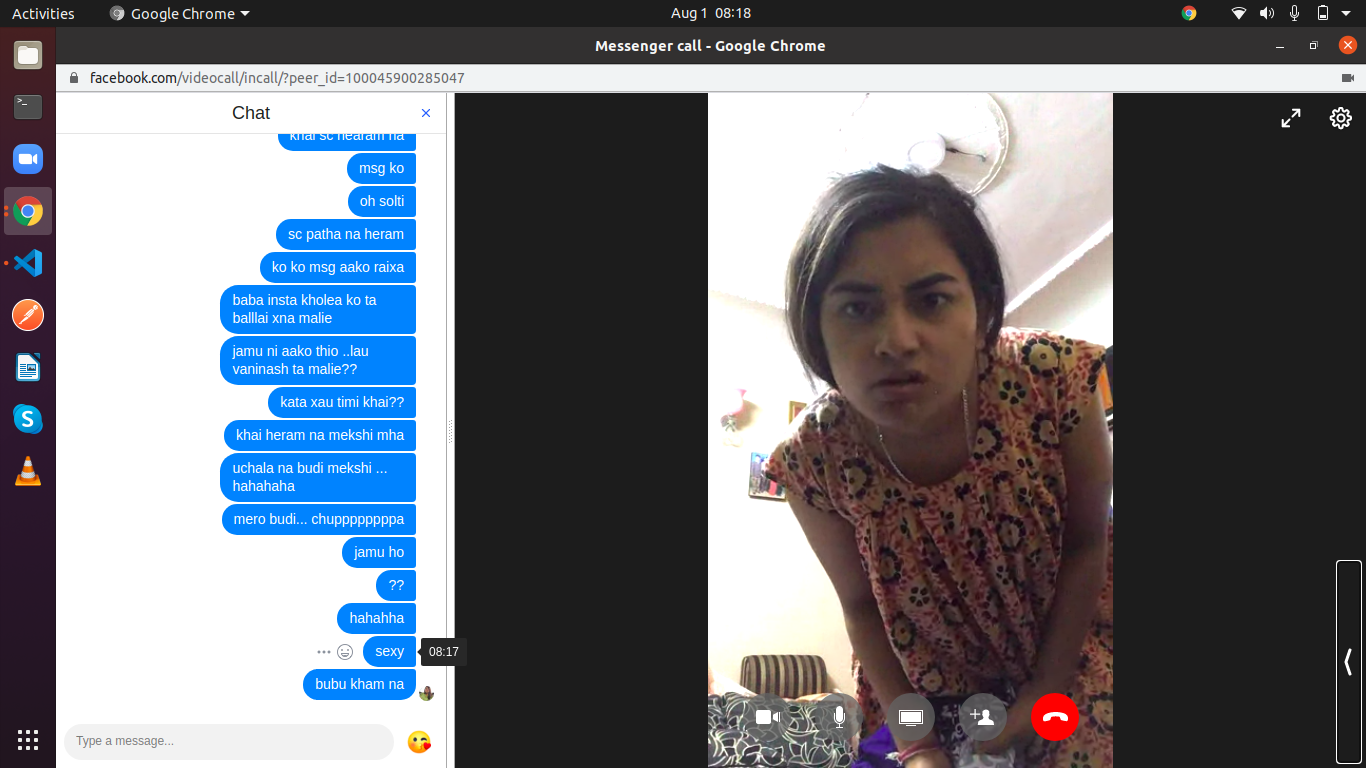 Activities
Google Chrome
Aug 1 08:18
Messenger call - Google Chrome
facebook.com/videocall/incall/?peer_id=100045900285047
Chat
khai sc hearam na
msg ko
oh solti
sc patha na heram
ko ko msg aako raixa
baba insta kholea ko ta
balllai xna malie
jamu ni aako thio ..lau
vaninash ta malie??
kata xau timi khai??
khai heram na mekshi mha
uchala na budi mekshi ...
hahahaha
mero budi... chuppppppppa
jamu ho
??
hahahha
sexy
08:17
bubu kham na
Type a message...